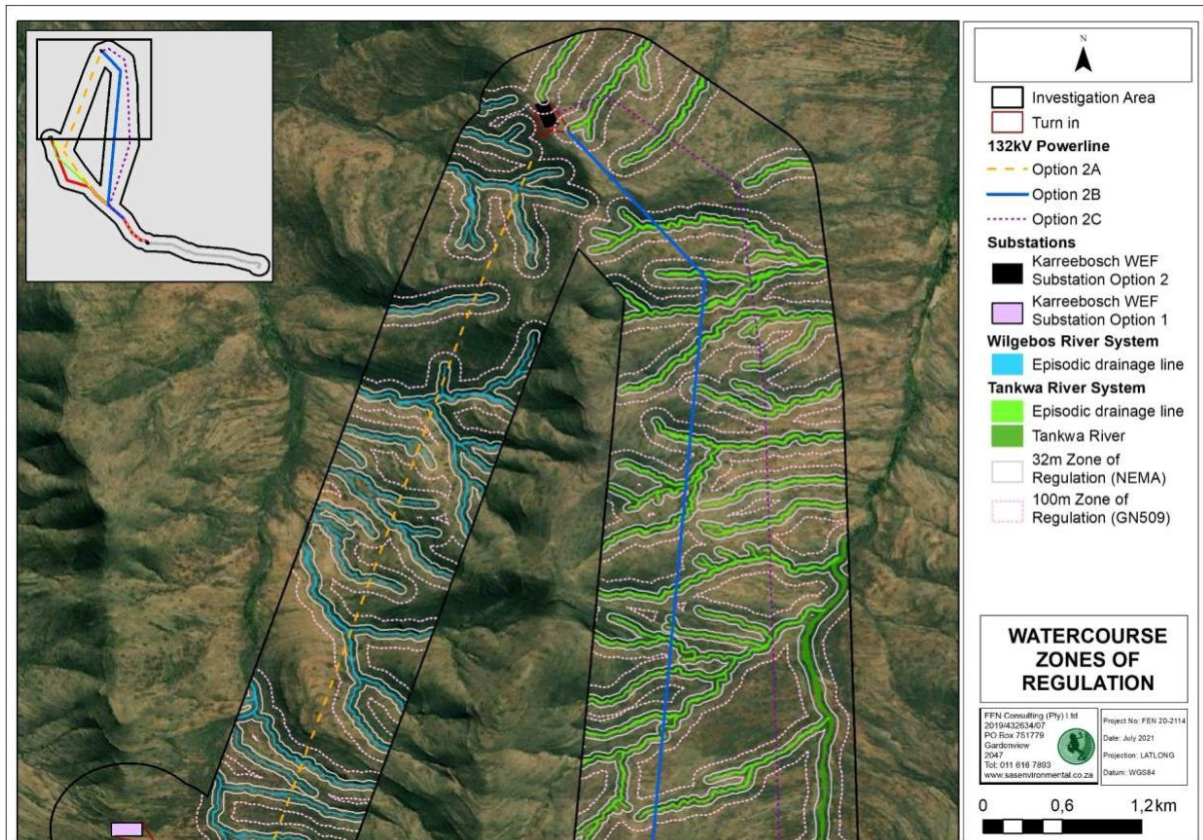 N
Investigation Area
Turn in
132kV Powerline
Option 2A
Option 2B
Option 2C
Substations
Karreebosch WEF
Substation Option 2
Karreebosch WEF
Substation Option 1
Wilgebos River System
Episodic drainage line
Tankwa River System
Episodic drainage line
Tankwa River
32m Zone of
Regulation (NEMA)
100m Zone of
Regulation (GN509)
WATERCOURSE
ZONES OF
REGULATION
FEN Consulting (Pty) Ltd
2019/432634/07
PO Box 751779
Gardenview
2047
Tel: 011 616 7893
www.sasenvironmental.co.za
Project No: FEN 20-2114
Date: July 2021
Projection: LATLONG
Datum: WGS84
0 0,6 1,2 km